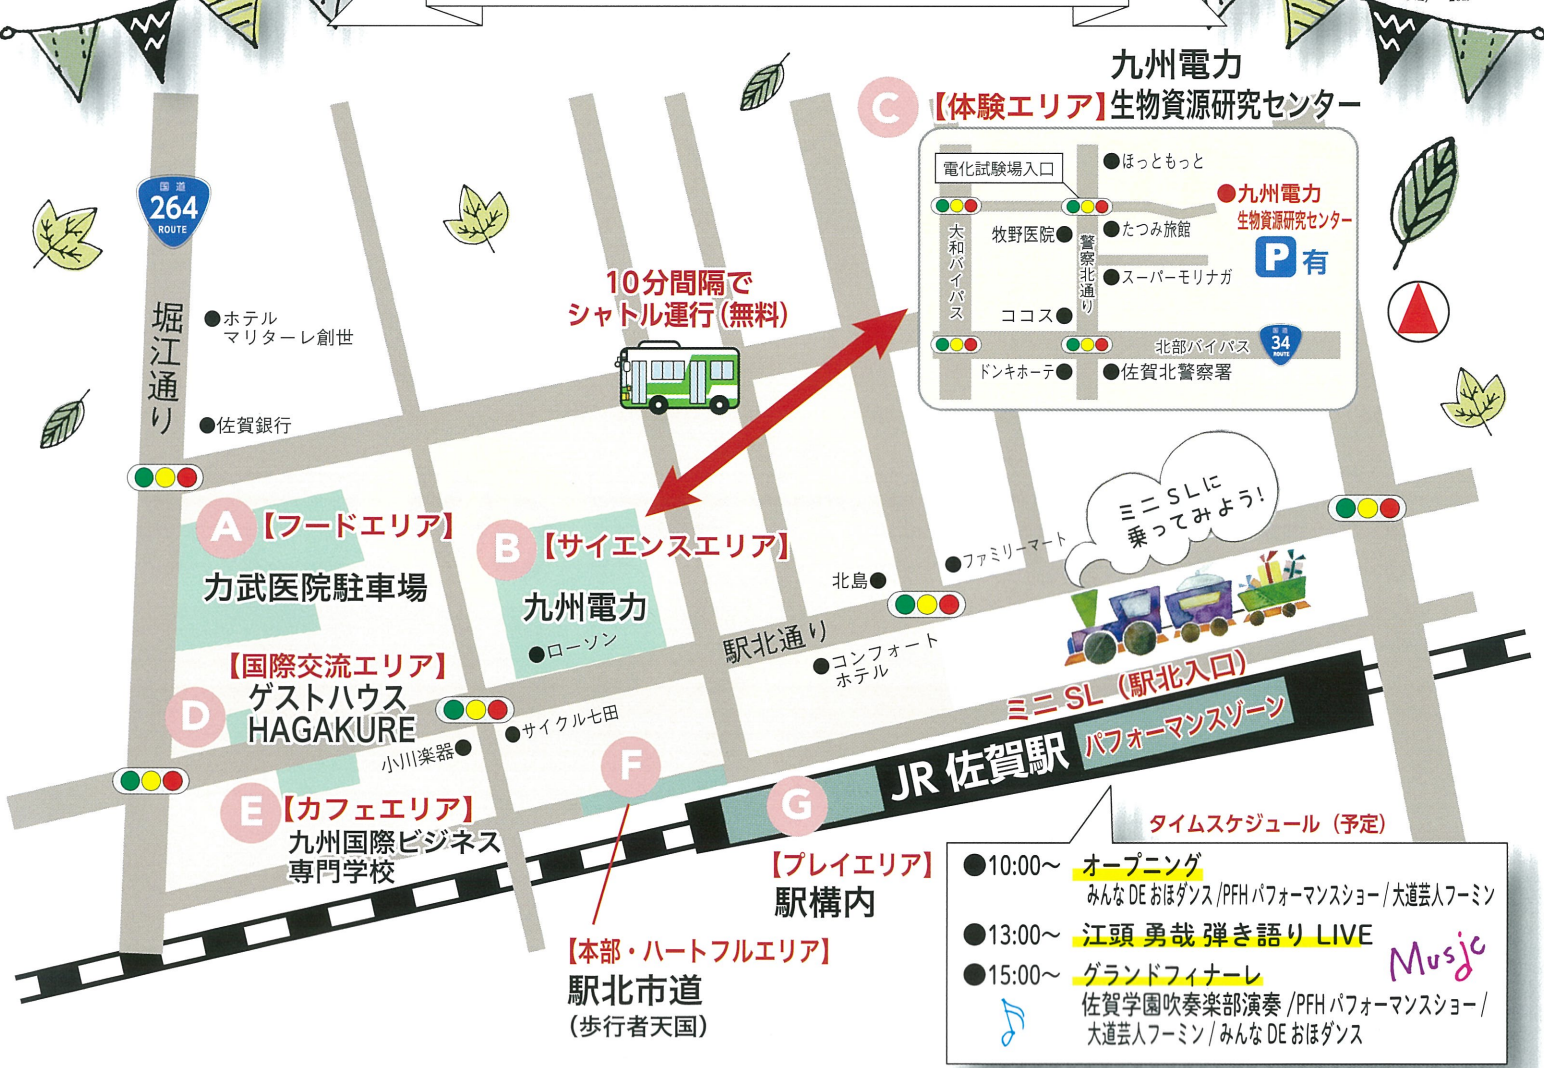 九州電力
C
【体験エリア】生物資源研究センター
電化試験場入口
ほっともっと
九州電力
生物資源研究センター
P 有
大和バイパス
牧野医院
警察北通り
たつみ旅館
スーパーモリナガ
ココス
北部バイパス
国道
34
ROUTE
ドンキホーテ
佐賀北警察署
国道
264
ROUTE
堀江通り
ホテル
マリターレ創世
佐賀銀行
10分間隔で
シャトル運行(無料)
A
【フードエリア】
力武医院駐車場
B
【サイエンスエリア】
九州電力
ローソン
ミニSLに
乗ってみよう!
ファミリーマート
北島
駅北通り
コンフォート
ホテル
【国際交流エリア】
D
ゲストハウス
HAGAKURE
小川楽器
サイクル七田
E
【カフェエリア】
九州国際ビジネス
専門学校
F
【本部・ハートフルエリア】
駅北市道
(歩行者天国)
G
【プレイエリア】
駅構内
JR 佐賀駅
ミニ SL(駅北入口)
パフォーマンスゾーン
タイムスケジュール(予定)
●10:00〜 オープニング
みんな DE おほダンス /PFH パフォーマンスショー / 大道芸人フーミン
●13:00〜 江頭 勇哉 弾き語り LIVE
Music
●15:00〜 グランドフィナーレ
佐賀学園吹奏楽部演奏 /PFH パフォーマンスショー /
大道芸人フーミン / みんな DE おほダンス